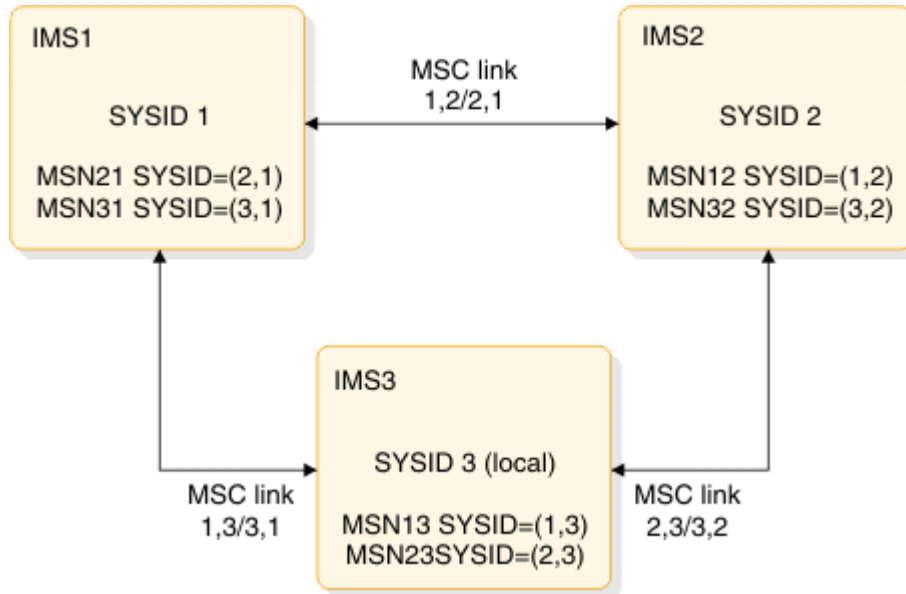 IMS1
SYSID 1
MSN21 SYSID=(2,1)
MSN31 SYSID=(3,1)
MSC link
1,2/2,1
IMS2
SYSID 2
MSN12 SYSID=(1,2)
MSN32 SYSID=(3,2)
IMS3
SYSID 3 (local)
MSN13 SYSID=(1,3)
MSN23SYSID=(2,3)
MSC link
1,3/3,1
MSC link
2,3/3,2